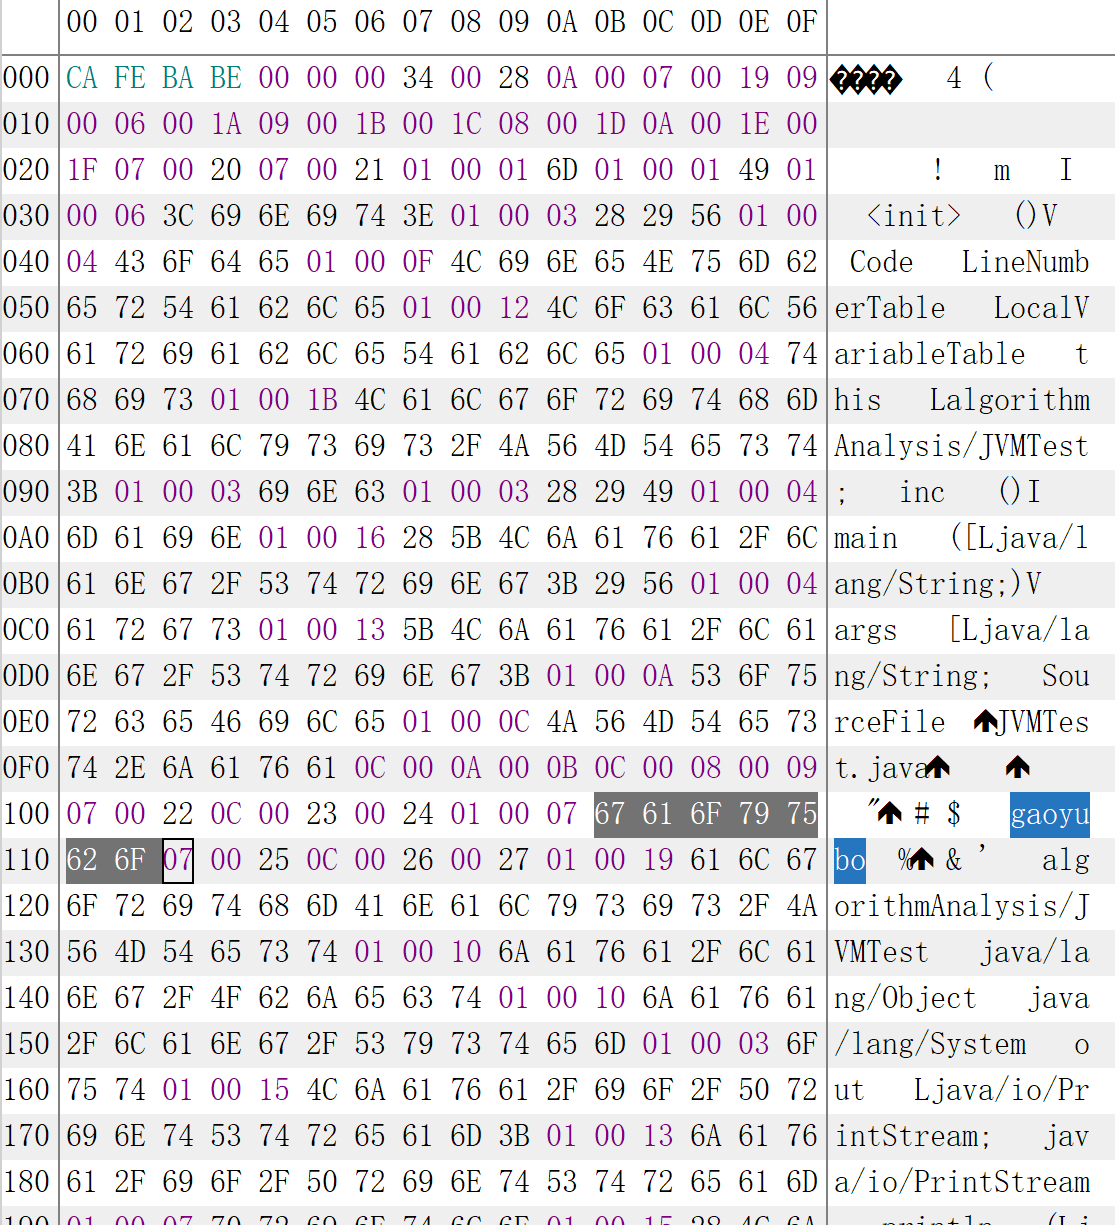 00 01 02 03 04 05 06 07 08 09 0A 0B 0C 0D 0E 0F
000 CA FE BA BE 00 00 00 34 00 28 0A 00 07 00 19 09 ���� 4 (
010 00 06 00 1A 09 00 1B 00 1C 08 00 1D 0A 00 1E 00
020 1F 07 00 20 07 00 21 01 00 01 6D 01 00 01 49 01 ! m I
030 00 06 3C 69 6E 69 74 3E 01 00 03 28 29 56 01 00 <init> ()V
040 04 43 6F 64 65 01 00 0F 4C 69 6E 65 4E 75 6D 62 Code LineNumb
050 65 72 54 61 62 6C 65 01 00 12 4C 6F 63 61 6C 56 erTable LocalV
060 61 72 69 61 62 6C 65 54 61 62 6C 65 01 00 04 74 ariableTable t
070 68 69 73 01 00 1B 4C 61 6C 67 6F 72 69 74 68 6D his Lalgorithm
080 41 6E 61 6C 79 73 69 73 2F 4A 56 4D 54 65 73 74 Analysis/JVMTest
090 3B 01 00 03 69 6E 63 01 00 03 28 29 49 01 00 04 ; inc ()I
0A0 6D 61 69 6E 01 00 16 28 5B 4C 6A 61 76 61 2F 6C main ([Ljava/l
0B0 61 6E 67 2F 53 74 72 69 6E 67 3B 29 56 01 00 04 ang/String;)V
0C0 61 72 67 73 01 00 13 5B 4C 6A 61 76 61 2F 6C 61 args [Ljava/la
0D0 6E 67 2F 53 74 72 69 6E 67 3B 01 00 0A 53 6F 75 ng/String; Sou
0E0 72 63 65 46 69 6C 65 01 00 0C 4A 56 4D 54 65 73 rceFile JVMTes
0F0 74 2E 6A 61 76 61 0C 00 0A 00 0B 0C 00 08 00 09 t.java
100 07 00 22 0C 00 23 00 24 01 00 07 67 61 6F 79 75 " # $ gaoyu
110 62 6F 07 00 25 0C 00 26 00 27 01 00 19 61 6C 67 bo % & ' alg
120 6F 72 69 74 68 6D 41 6E 61 6C 79 73 69 73 2F 4A orithmAnalysis/J
130 56 4D 54 65 73 74 01 00 10 6A 61 76 61 2F 6C 61 VMTest java/la
140 6E 67 2F 4F 62 6A 65 63 74 01 00 10 6A 61 76 61 ng/Object java
150 2F 6C 61 6E 67 2F 53 79 73 74 65 6D 01 00 03 6F /lang/System o
160 75 74 01 00 15 4C 6A 61 76 61 2F 69 6F 2F 50 72 ut Ljava/io/Pr
170 69 6E 74 53 74 72 65 61 6D 3B 01 00 13 6A 61 76 intStream; jav
180 61 2F 69 6F 2F 50 72 69 6E 74 53 74 72 65 61 6D a/io/PrintStream